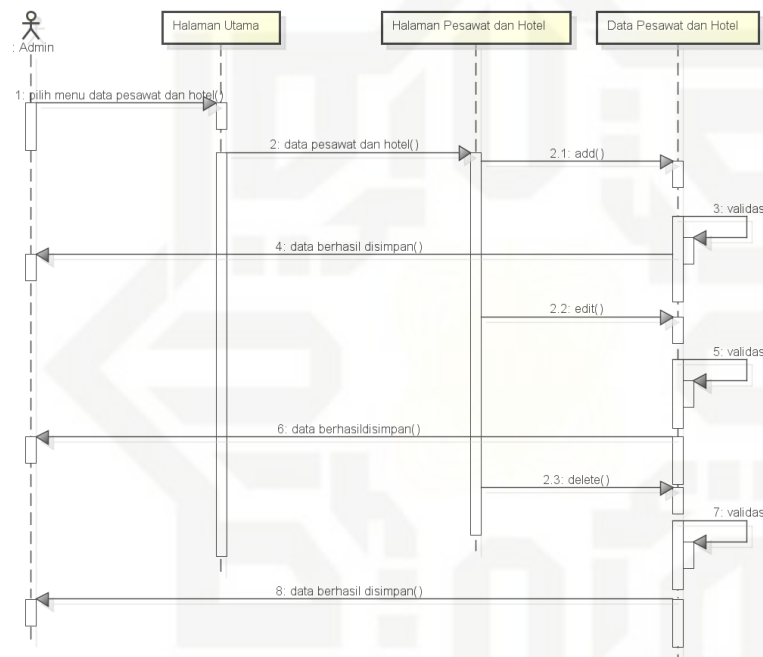 Halaman Utama
Halaman Pesawat dan Hotel
Data Pesawat dan Hotel
: Admin
1: pilih menu data pesawat dan hotel()
2: data pesawat dan hotel()
2.1: add()
3: validas
4: data berhasil disimpan()
2.2: edit()
5: validas
6: data berhasildisimpan()
2.3: delete()
7: validas
8: data berhasil disimpan()